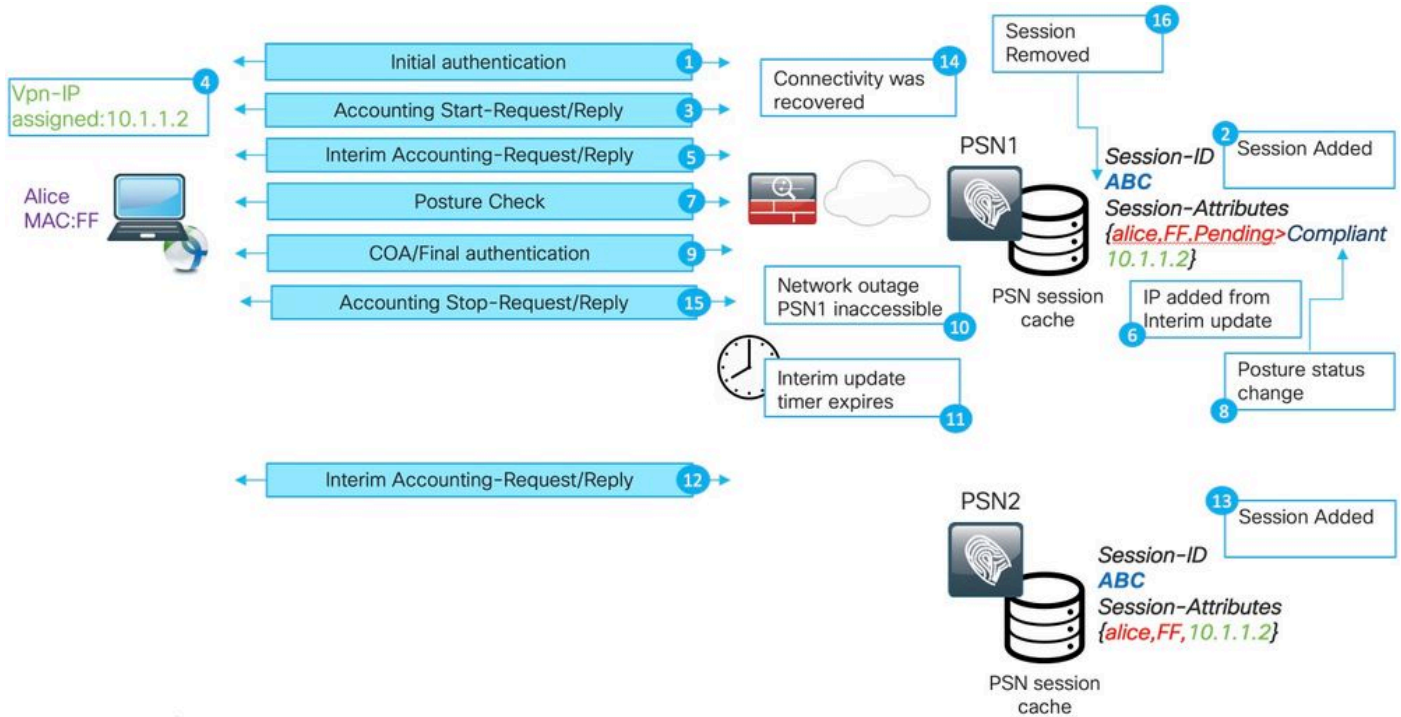 16
Session
Removed
Initial authentication
1
14
Connectivity was
recovered
4
Vpn-IP
assigned:10.1.1.2
Accounting Start-Request/Reply
3
Interim Accounting-Request/Reply
5
PSN1
2
Session Added
Session-ID
ABC
Session-Attributes
{alice,FF,Pending>Compliant
10.1.1.2}
Alice
MAC:FF
Posture Check
7
COA/Final authentication
9
Accounting Stop-Request/Reply
15
Network outage
PSN1 inaccessible
10
PSN session
cache
IP added from
Interim update
6
Interim update
timer expires
11
Posture status
change
8
Interim Accounting-Request/Reply
12
PSN2
13
Session Added
Session-ID
ABC
Session-Attributes
{alice,FF,10.1.1.2}
PSN session
cache